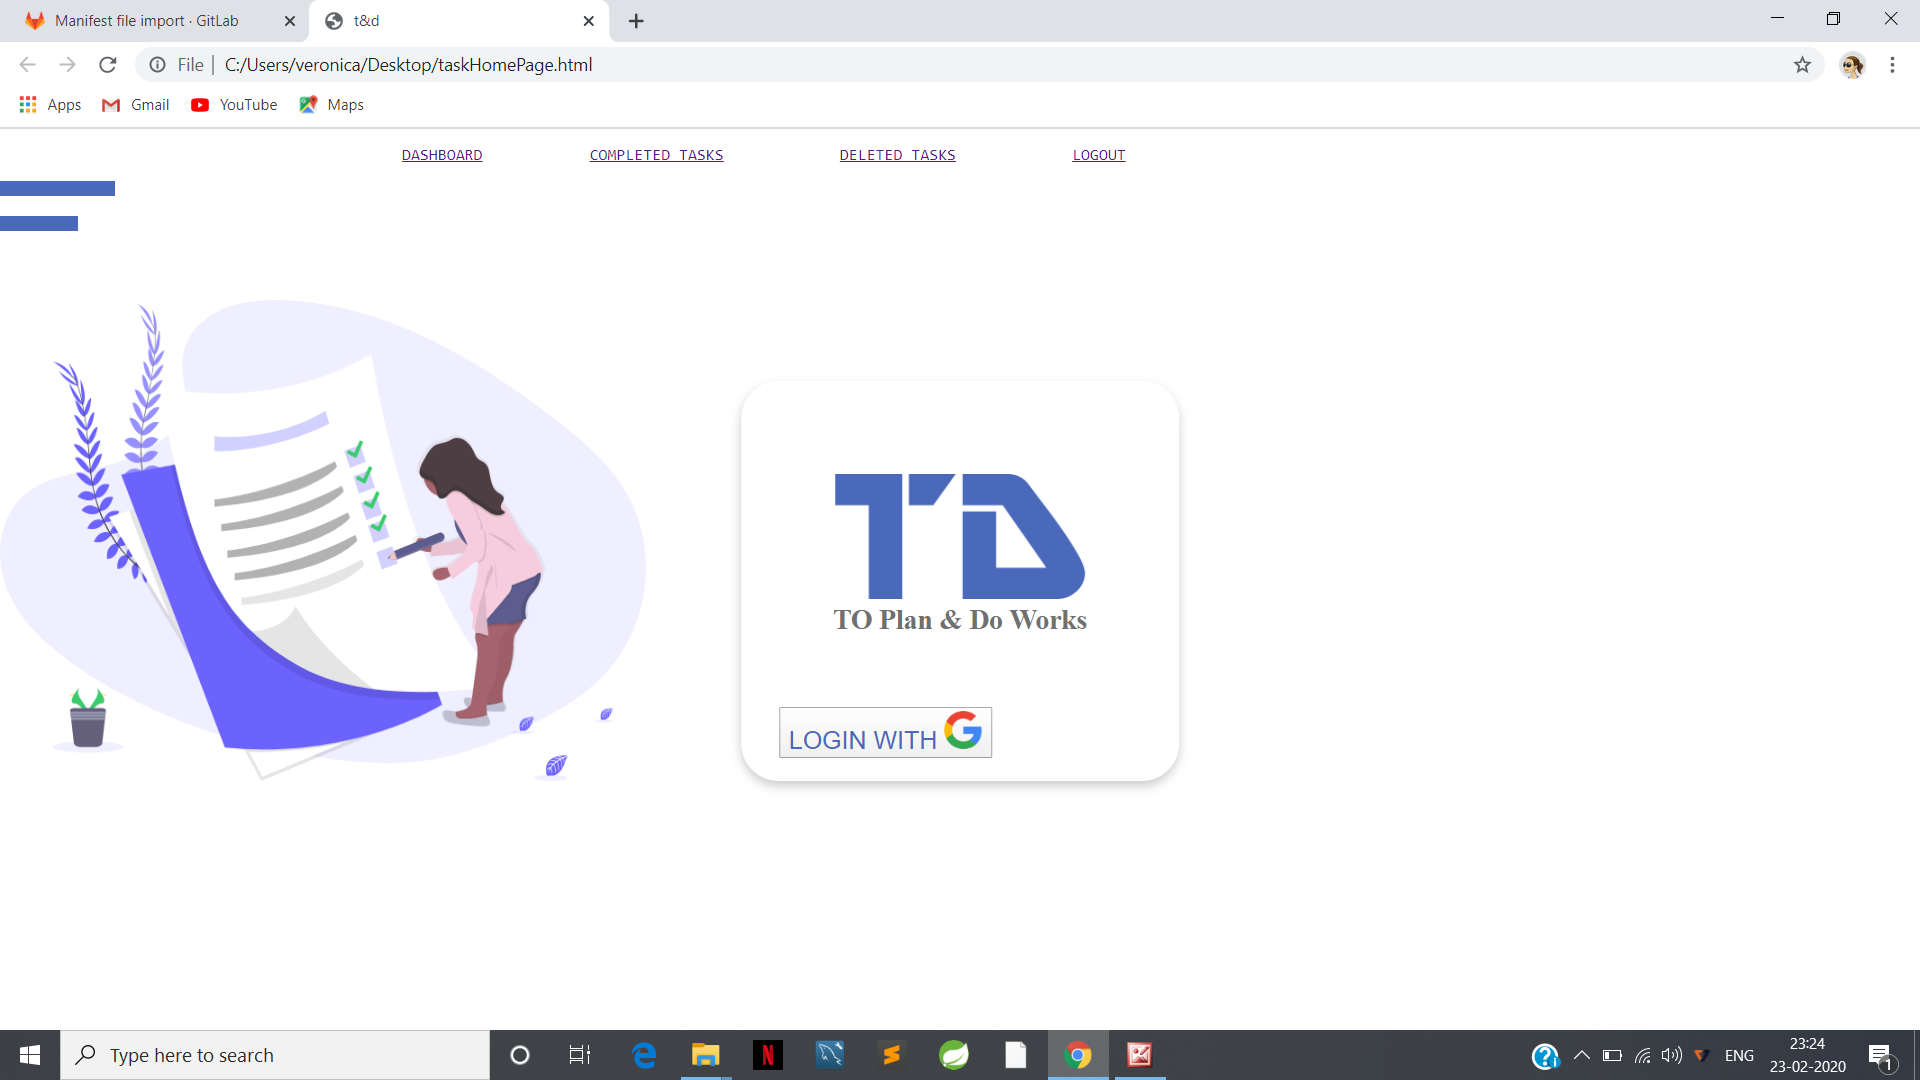 Manifest file import · GitLab
t&d
File
C:/Users/veronica/Desktop/taskHomePage.html
Apps Gmail YouTube Maps
DASHBOARD COMPLETED TASKS DELETED TASKS LOGOUT
TD
TO Plan & Do Works
LOGIN WITH G
Type here to search
ENG
23:24
23-02-2020
1